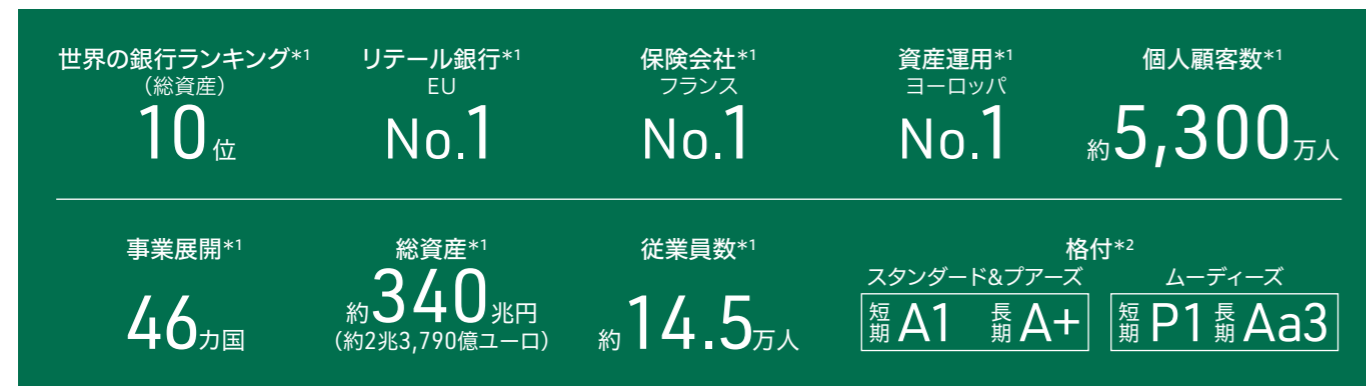 世界の銀行ランキング*1
（総資産）
10位
リテール銀行*1
EU
No.1
保険会社*1
フランス
No.1
資産運用*1
ヨーロッパ
No.1
個人顧客数*1
約5,300万人
事業展開*1
46カ国
総資産*1
約340兆円
（約2兆3,790億ユーロ）
従業員数*1
約14.5万人
格付*2
スタンダード&プアーズ
短期 A1 長期 A+
ムーディーズ
短期 P1 長期 Aa3